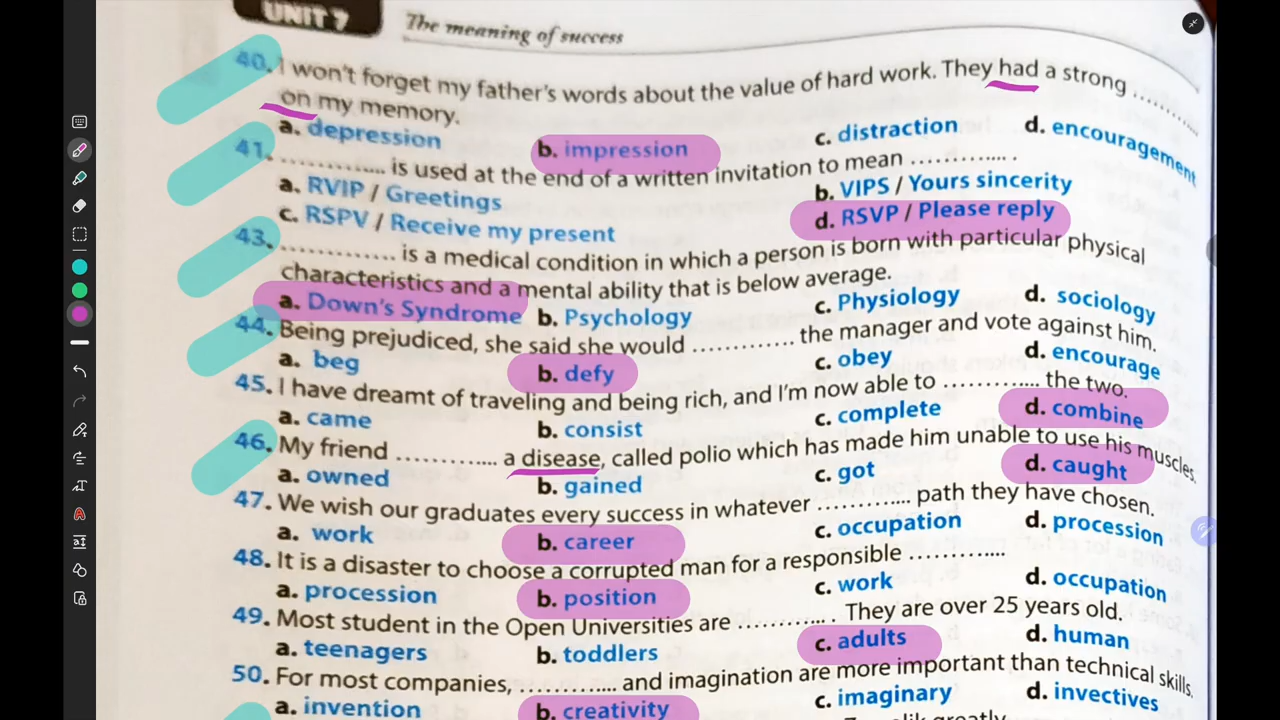 UNIT 7 The meaning of success
40. I won't forget my father's words about the value of hard work. They had a strong ............
on my memory.
a. depression b. impression c. distraction d. encouragement
41. ............... is used at the end of a written invitation to mean ............... .
a. RVIP / Greetings b. VIPS / Yours sincerity
c. RSPV / Receive my present d. RSVP / Please reply
43. ............. is a medical condition in which a person is born with particular physical
characteristics and a mental ability that is below average.
a. Down's Syndrome b. Psychology c. Physiology d. sociology
44. Being prejudiced, she said she would ............. the manager and vote against him.
a. beg b. defy c. obey d. encourage
45. I have dreamt of traveling and being rich, and I'm now able to ............... the two.
a. came b. consist c. complete d. combine
46. My friend ............... a disease, called polio which has made him unable to use his muscles.
a. owned b. gained c. got d. caught
47. We wish our graduates every success in whatever ............... path they have chosen.
a. work b. career c. occupation d. procession
48. It is a disaster to choose a corrupted man for a responsible ...............
a. procession b. position c. work d. occupation
49. Most student in the Open Universities are ............... . They are over 25 years old.
a. teenagers b. toddlers c. adults d. human
50. For most companies, ............... and imagination are more important than technical skills.
a. invention b. creativity c. imaginary d. invectives